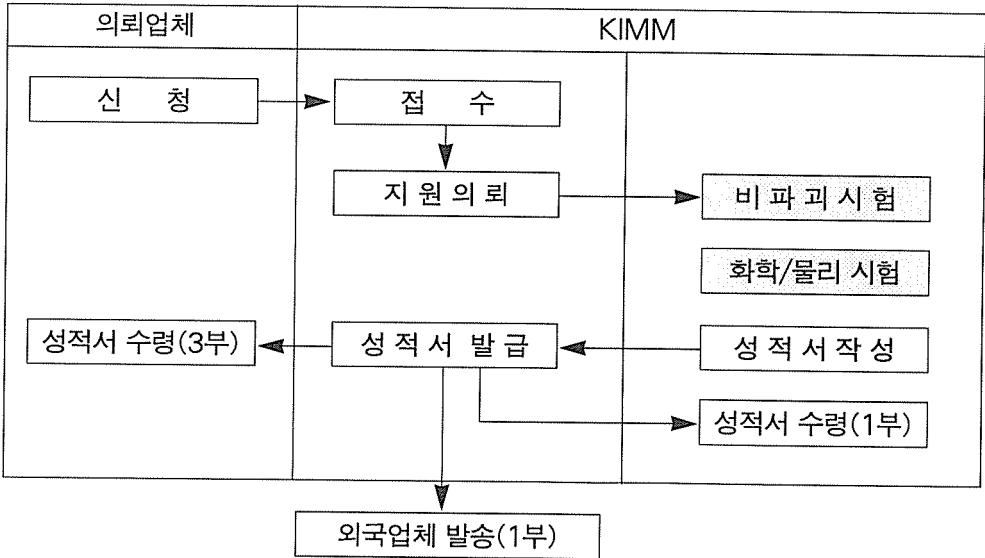 의뢰업체
KIMM
신 청
접 수
지 원 의 뢰
비 파 괴 시 험
화학/물리 시험
성적서 수령(3부)
성 적 서 발 급
성 적 서 작 성
성적서 수령(1부)
외국업체 발송(1부)